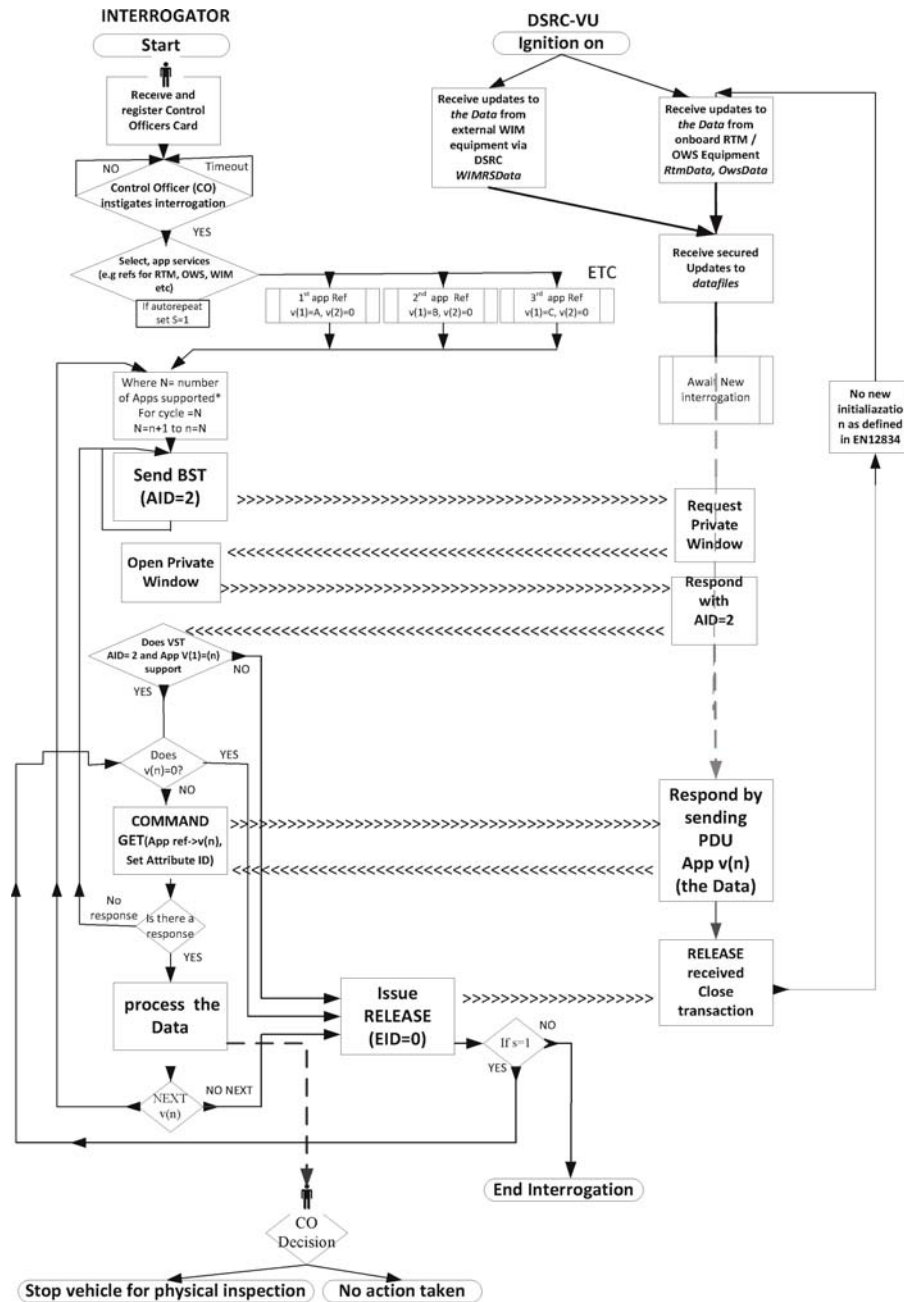 INTERROGATOR
Start
Receive and
register Control
Officers Card
NO
Timeout
Control Officer (CO)
instigates interrogation
YES
Select, app services
(e.g refs for RTM, OWS, WIM
etc)
If autorepeat
set S=1
ETC
1st app Ref
v(1)=A, v(2)=0
2nd app Ref
v(1)=B, v(2)=0
3rd app Ref
v(1)=C, v(2)=0
Where N= number
of Apps supported*
For cycle =N
N=n+1 to n=N
Send BST
(AID=2)
Open Private
Window
Does VST
AID= 2 and App V(1)=(n)
support
NO
YES
Does
v(n)=0?
YES
NO
COMMAND
GET(App ref->v(n),
Set Attribute ID)
No
response
Is there a
response
YES
process the
Data
NEXT
v(n)
NO NEXT
Issue
RELEASE
(EID=0)
If s=1
NO
YES
End Interrogation
CO
Decision
Stop vehicle for physical inspection
No action taken
DSRC-VU
Ignition on
Receive updates to
the Data from
external WIM
equipment via
DSRC
WIMRSData
Receive updates to
the Data from
onboard RTM /
OWS Equipment
RtmData, OwsData
Receive secured
Updates to
datafiles
Await New
interrogation
No new
initialiazatio
n as defined
in EN12834
>>>>>>>>>>>>>>>>>>>>>>>>>>>>>>>>>>>
Request
Private
Window
<<<<<<<<<<<<<<<<<<<<<<<<<<<<<<<<<<<
>>>>>>>>>>>>>>>>>>>>>>>>>>>>>>>>>>>
Respond
with
AID=2
<<<<<<<<<<<<<<<<<<<<<<<<<<<<<<<<<<<<<<
>>>>>>>>>>>>>>>>>>>>>>>>>>>>>>>>>>
Respond by
sending
PDU
App v(n)
(the Data)
<<<<<<<<<<<<<<<<<<<<<<<<<<<<<<<<<<
RELEASE
received
Close
transaction
>>>>>>>>>>>>>>>